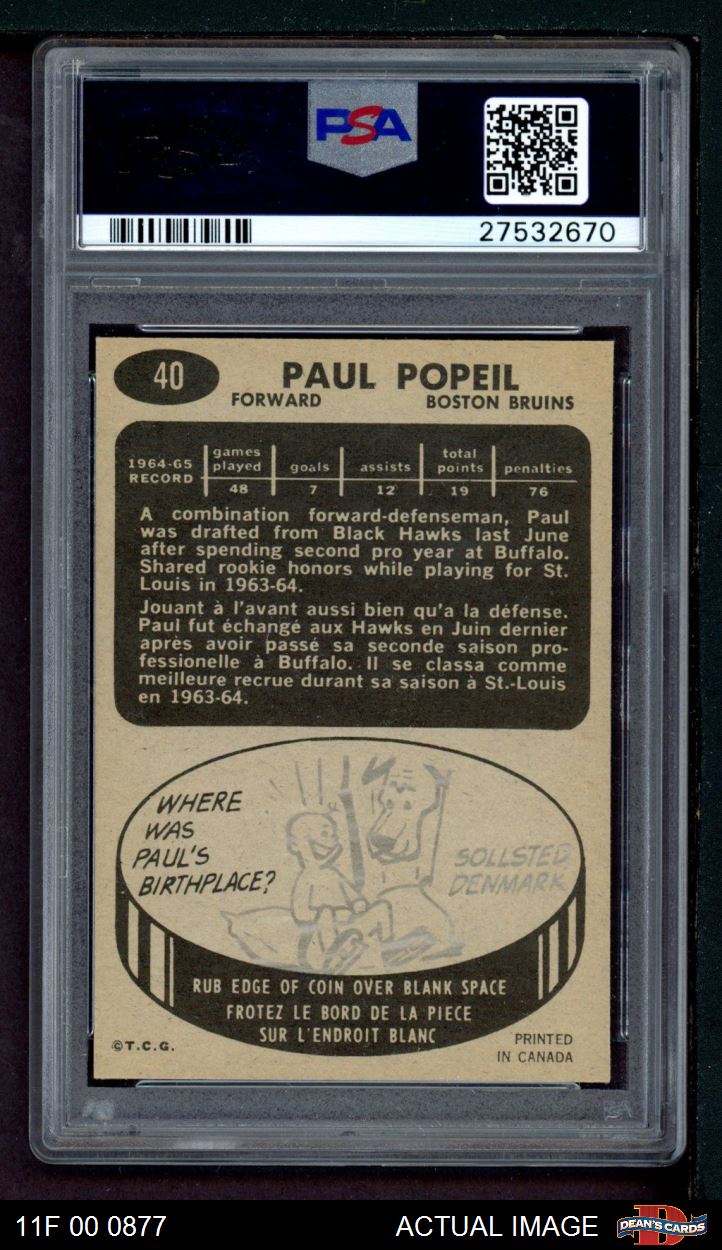 PSA
27532670
40
PAUL POPEIL
FORWARD BOSTON BRUINS
1964-65 RECORD
games played goals assists total points penalties
48 7 12 19 76
A combination forward-defenseman, Paul
was drafted from Black Hawks last June
after spending second pro year at Buffalo.
Shared rookie honors while playing for St.
Louis in 1963-64.
Jouant à l'avant aussi bien qu'a la défense.
Paul fut échangé aux Hawks en Juin dernier
après avoir passé sa seconde saison pro-
fessionelle à Buffalo. Il se classa comme
meilleure recrue durant sa saison à St.-Louis
en 1963-64.
WHERE
WAS
PAUL'S
BIRTHPLACE?
SOLLSTED
DENMARK
RUB EDGE OF COIN OVER BLANK SPACE
FROTEZ LE BORD DE LA PIECE
SUR L'ENDROIT BLANC
©T.C.G.
PRINTED
IN CANADA
11F 00 0877 ACTUAL IMAGE
DEAN'S CARDS